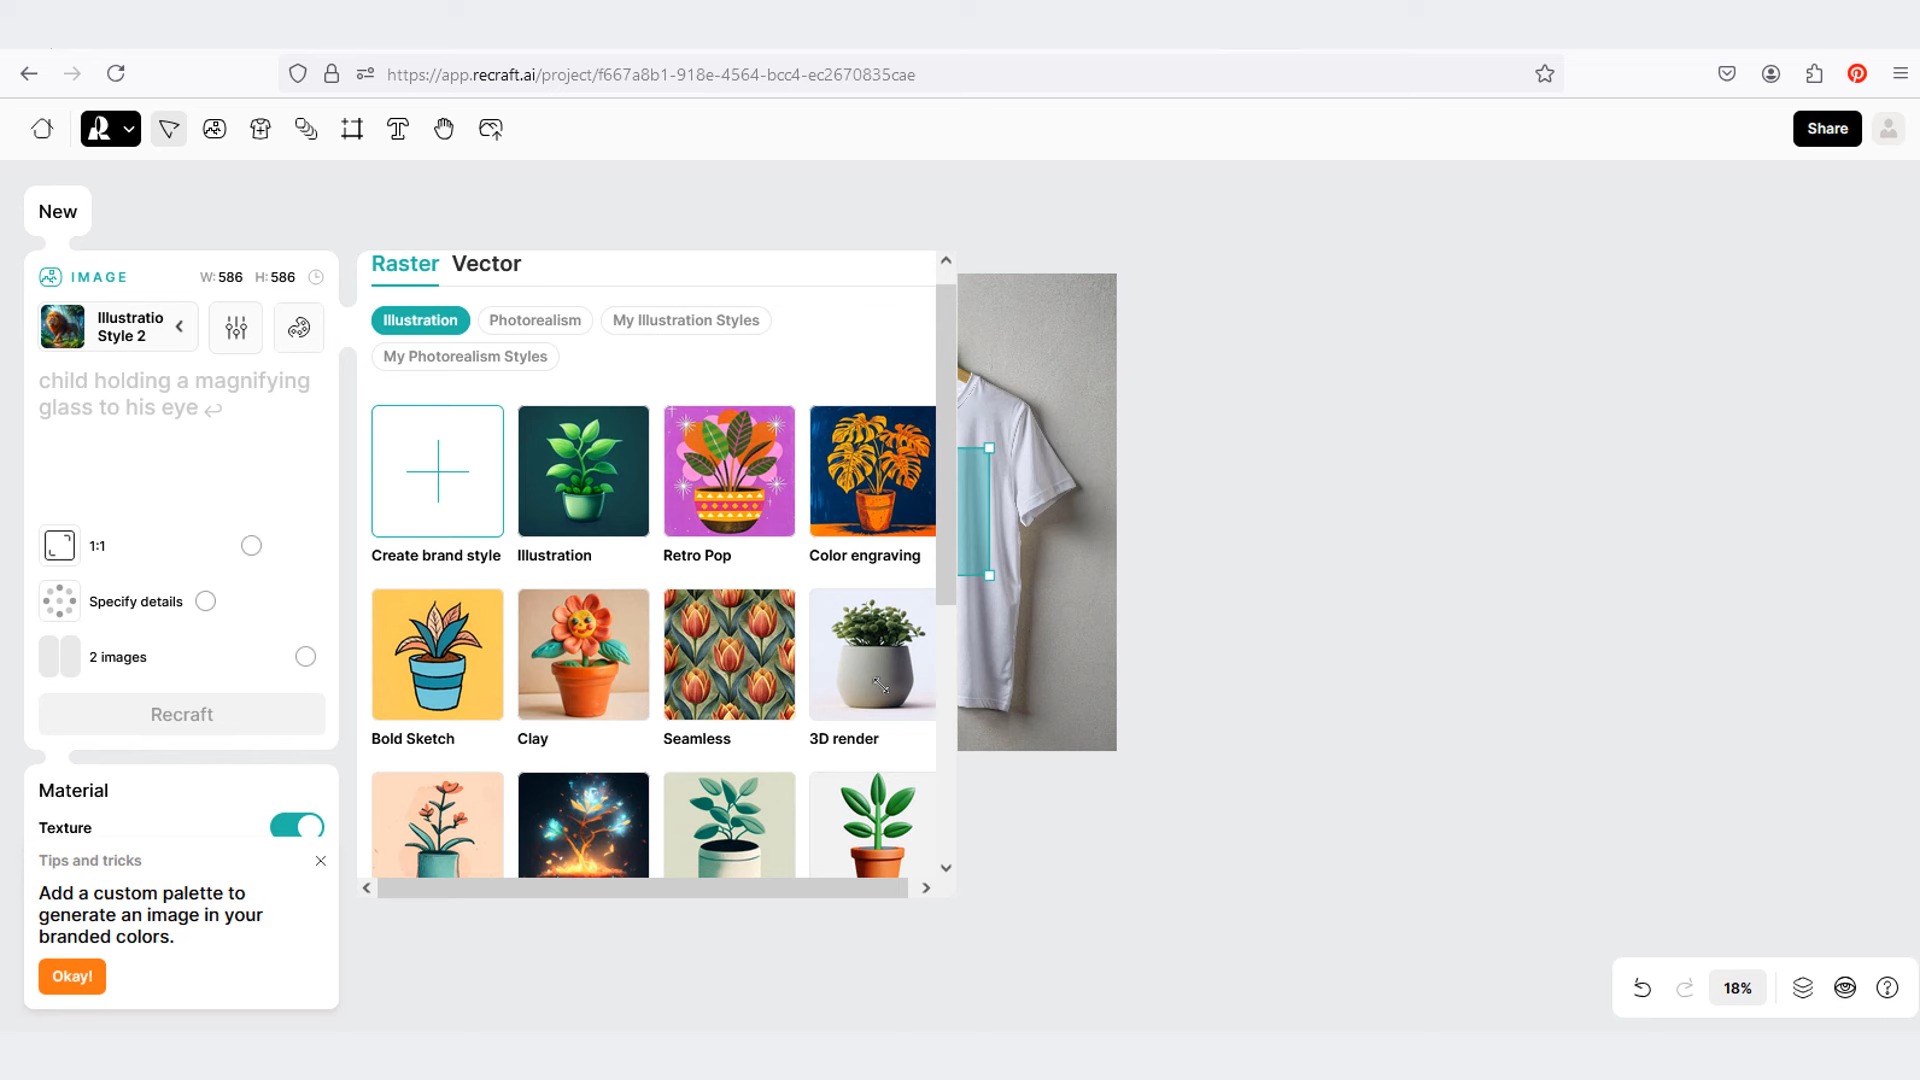 https://app.recraft.ai/project/f667a8b1-918e-4564-bcc4-ec2670835cae
Share
New
IMAGE
W: 586 H: 586
Illustratio
Style 2
child holding a magnifying
glass to his eye
1:1
Specify details
2 images
Recraft
Material
Texture
Tips and tricks
Add a custom palette to
generate an image in your
branded colors.
Okay!
Raster Vector
Illustration Photorealism My Illustration Styles
My Photorealism Styles
Create brand style Illustration Retro Pop Color engraving
Bold Sketch Clay Seamless 3D render
18%